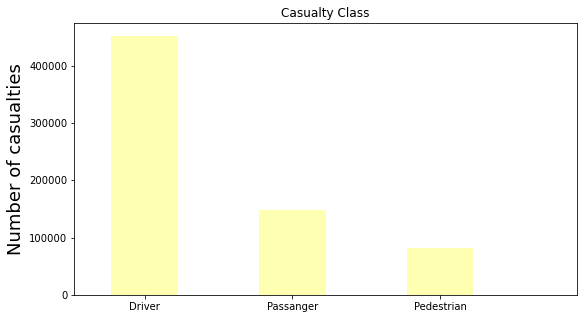 Casualty Class
Number of casualties
400000
300000
200000
100000
0
Driver
Passanger
Pedestrian